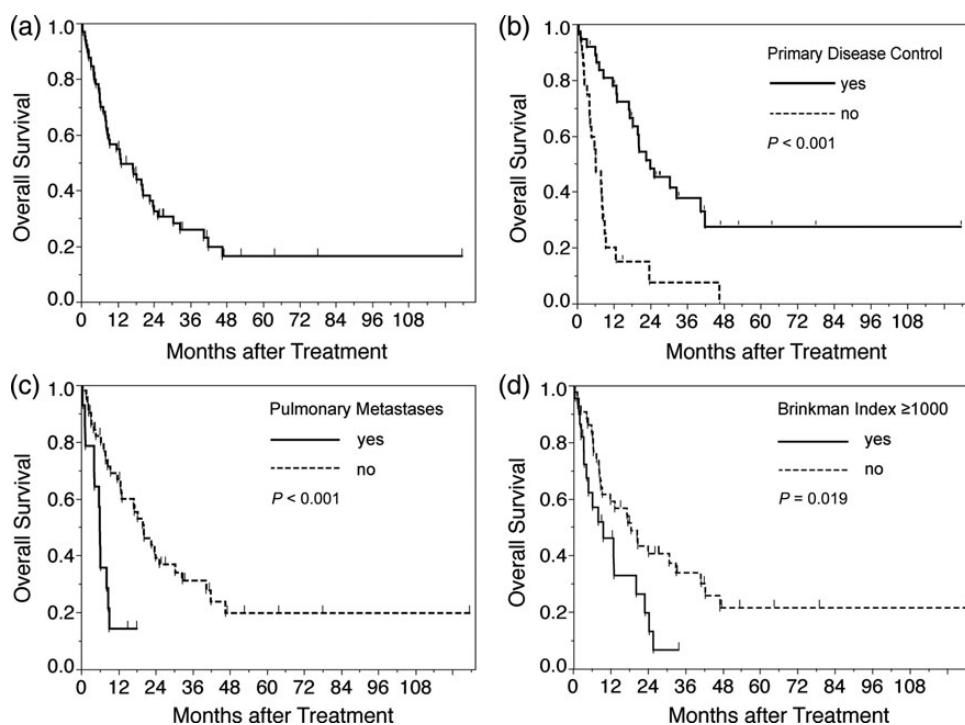 (a)
1.0
0.8
0.6
0.4
0.2
0.0
Overall Survival
0 12 24 36 48 60 72 84 96 108
Months after Treatment
(b)
1.0
0.8
0.6
0.4
0.2
0.0
Overall Survival
Primary Disease Control
yes
no
P < 0.001
0 12 24 36 48 60 72 84 96 108
Months after Treatment
(c)
1.0
0.8
0.6
0.4
0.2
0.0
Overall Survival
Pulmonary Metastases
yes
no
P < 0.001
0 12 24 36 48 60 72 84 96 108
Months after Treatment
(d)
1.0
0.8
0.6
0.4
0.2
0.0
Overall Survival
Brinkman Index ≥1000
yes
no
P = 0.019
0 12 24 36 48 60 72 84 96 108
Months after Treatment